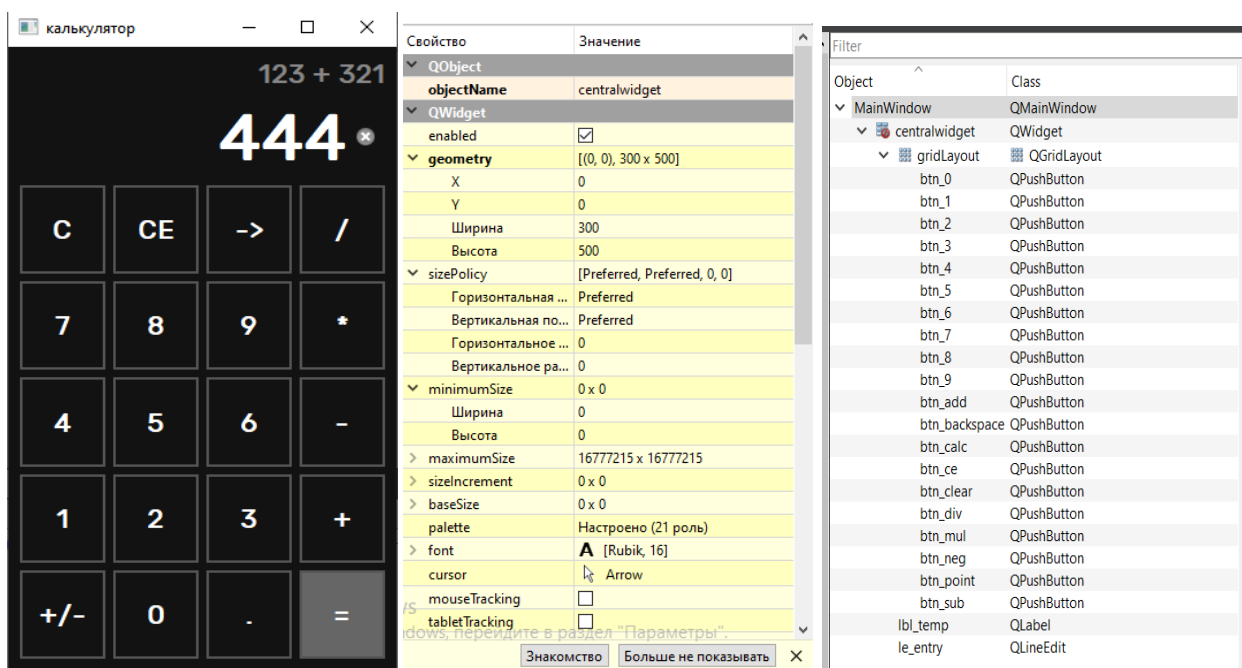 калькулятор
123 + 321
444
C CE -> /
7 8 9 *
4 5 6 -
1 2 3 +
+/- 0 . =
Свойство Значение
QObject
objectName centralwidget
QWidget
enabled
geometry [(0, 0), 300 x 500]
X 0
Y 0
Ширина 300
Высота 500
sizePolicy [Preferred, Preferred, 0, 0]
Горизонтальная ... Preferred
Вертикальная по... Preferred
Горизонтальное ... 0
Вертикальное ра... 0
minimumSize 0 x 0
Ширина 0
Высота 0
maximumSize 16777215 x 16777215
sizeIncrement 0 x 0
baseSize 0 x 0
palette Настроено (21 роль)
font A [Rubik, 16]
cursor Arrow
mouseTracking
tabletTracking
dows, перейдите в раздел "Параметры".
Знакомство Больше не показывать
Filter
Object Class
MainWindow QMainWindow
centralwidget QWidget
gridLayout QGridLayout
btn_0 QPushButton
btn_1 QPushButton
btn_2 QPushButton
btn_3 QPushButton
btn_4 QPushButton
btn_5 QPushButton
btn_6 QPushButton
btn_7 QPushButton
btn_8 QPushButton
btn_9 QPushButton
btn_add QPushButton
btn_backspace QPushButton
btn_calc QPushButton
btn_ce QPushButton
btn_clear QPushButton
btn_div QPushButton
btn_mul QPushButton
btn_neg QPushButton
btn_point QPushButton
btn_sub QPushButton
lbl_temp QLabel
le_entry QLineEdit